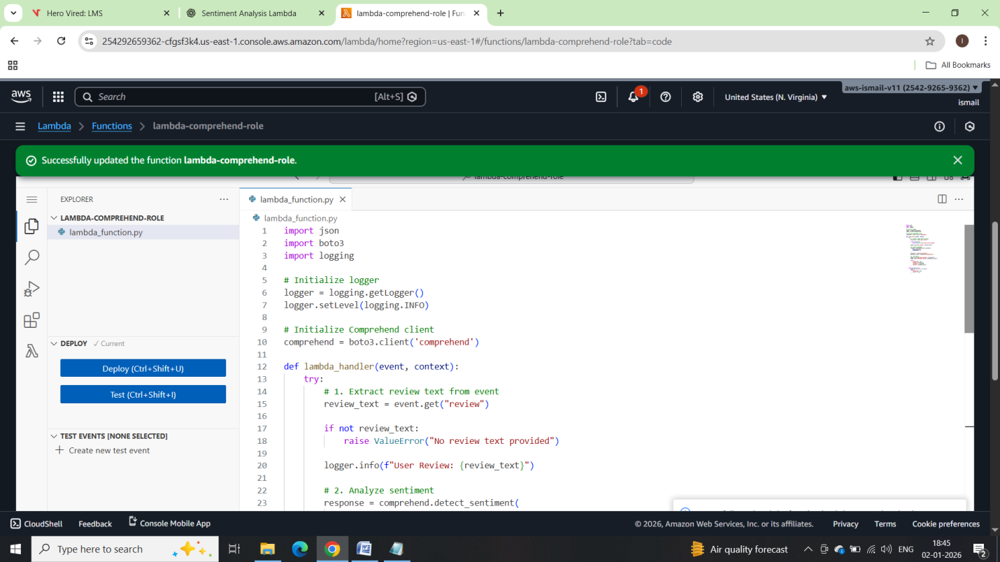 Hero Vired: LMS
Sentiment Analysis Lambda
lambda-comprehend-role | Fun
254292659362-cfgsf3k4.us-east-1.console.aws.amazon.com/lambda/home?region=us-east-1#/functions/lambda-comprehend-role?tab=code
I
All Bookmarks
aws
Search
[Alt+S]
1
United States (N. Virginia)
aws-ismail-v11 (2542-9265-9362)
ismail
Lambda
Functions
lambda-comprehend-role
Successfully updated the function lambda-comprehend-role.
lambda-comprehend-role
EXPLORER
LAMBDA-COMPREHEND-ROLE
lambda_function.py
DEPLOY
Current
Deploy (Ctrl+Shift+U)
Test (Ctrl+Shift+I)
TEST EVENTS [NONE SELECTED]
Create new test event
lambda_function.py
lambda_function.py
1 import json
2 import boto3
3 import logging
4
5 # Initialize logger
6 logger = logging.getLogger()
7 logger.setLevel(logging.INFO)
8
9 # Initialize Comprehend client
10 comprehend = boto3.client('comprehend')
11
12 def lambda_handler(event, context):
13 try:
14 # 1. Extract review text from event
15 review_text = event.get("review")
16
17 if not review_text:
18 raise ValueError("No review text provided")
19
20 logger.info(f"User Review: {review_text}")
21
22 # 2. Analyze sentiment
23 response = comprehend.detect_sentiment(
CloudShell
Feedback
Console Mobile App
© 2026, Amazon Web Services, Inc. or its affiliates.
Privacy
Terms
Cookie preferences
Type here to search
Air quality forecast
ENG
18:45
02-01-2026
2